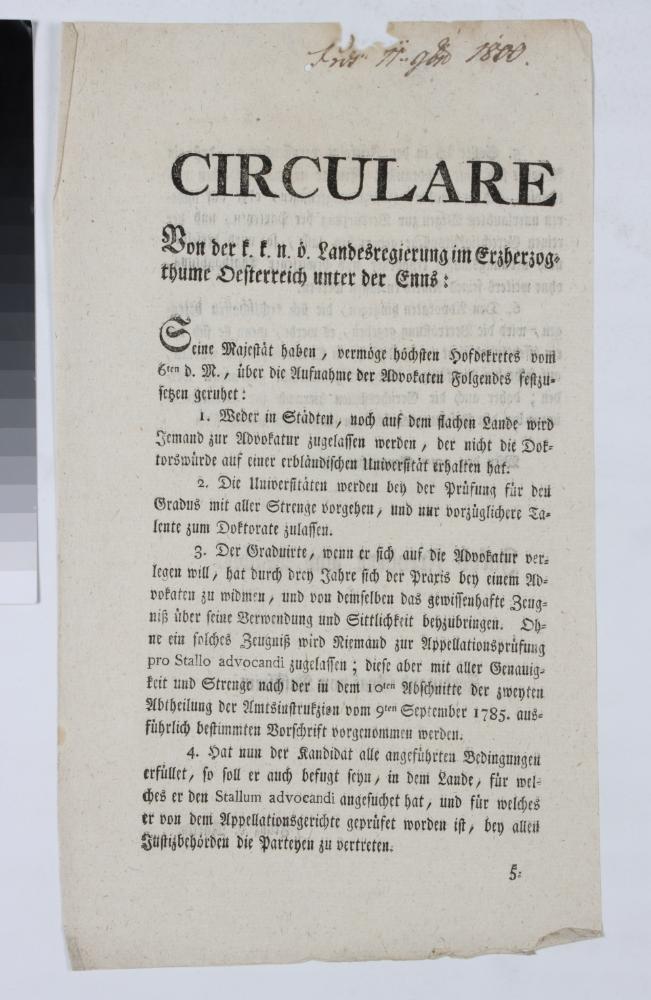 1800.
CIRCULARE
Von der k. k. n. ö. Landesregierung im Erzherzog-
thume Oesterreich unter der Enns:
Seine Majestät haben, vermöge höchsten Hofdekretes vom
6ten d. M., über die Aufnahme der Advokaten Folgendes festzu-
setzen geruhet:
1. Weder in Städten, noch auf dem flachen Lande wird
Jemand zur Advokatur zugelassen werden, der nicht die Dok-
torswürde auf einer erbländischen Universität erhalten hat.
2. Die Universitäten werden bey der Prüfung für den
Gradus mit aller Strenge vorgehen, und nur vorzüglichere Ta-
lente zum Doktorate zulassen.
3. Der Graduirte, wenn er sich auf die Advokatur ver-
legen will, hat durch drey Jahre sich der Praxis bey einem Ad-
vokaten zu widmen, und von demselben das gewissenhafte Zeug-
niß über seine Verwendung und Sittlichkeit beyzubringen. Oh-
ne ein solches Zeugniß wird Niemand zur Appellationsprüfung
pro Stallo advocandi zugelassen; diese aber mit aller Genauig-
keit und Strenge nach der in dem 10ten Abschnitte der zweyten
Abtheilung der Amtsinstrukzion vom 9ten September 1785. aus-
führlich bestimmten Vorschrift vorgenommen werden.
4. Hat nun der Kandidat alle angeführten Bedingungen
erfüllet, so soll er auch befugt seyn, in dem Lande, für wel-
ches er den Stallum advocandi angesuchet hat, und für welches
er von dem Appellationsgerichte geprüfet worden ist, bey allen
Justizbehörden die Parteyen zu vertreten.
5.